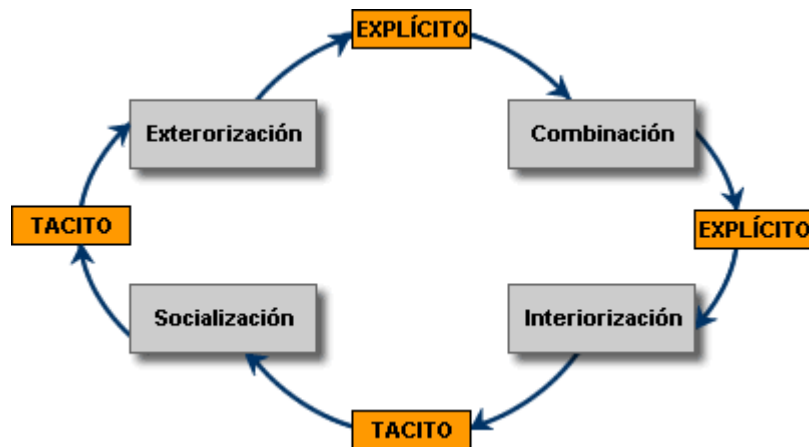 EXPLÍCITO
Exterorización
Combinación
TACITO
EXPLÍCITO
Socialización
Interiorización
TACITO